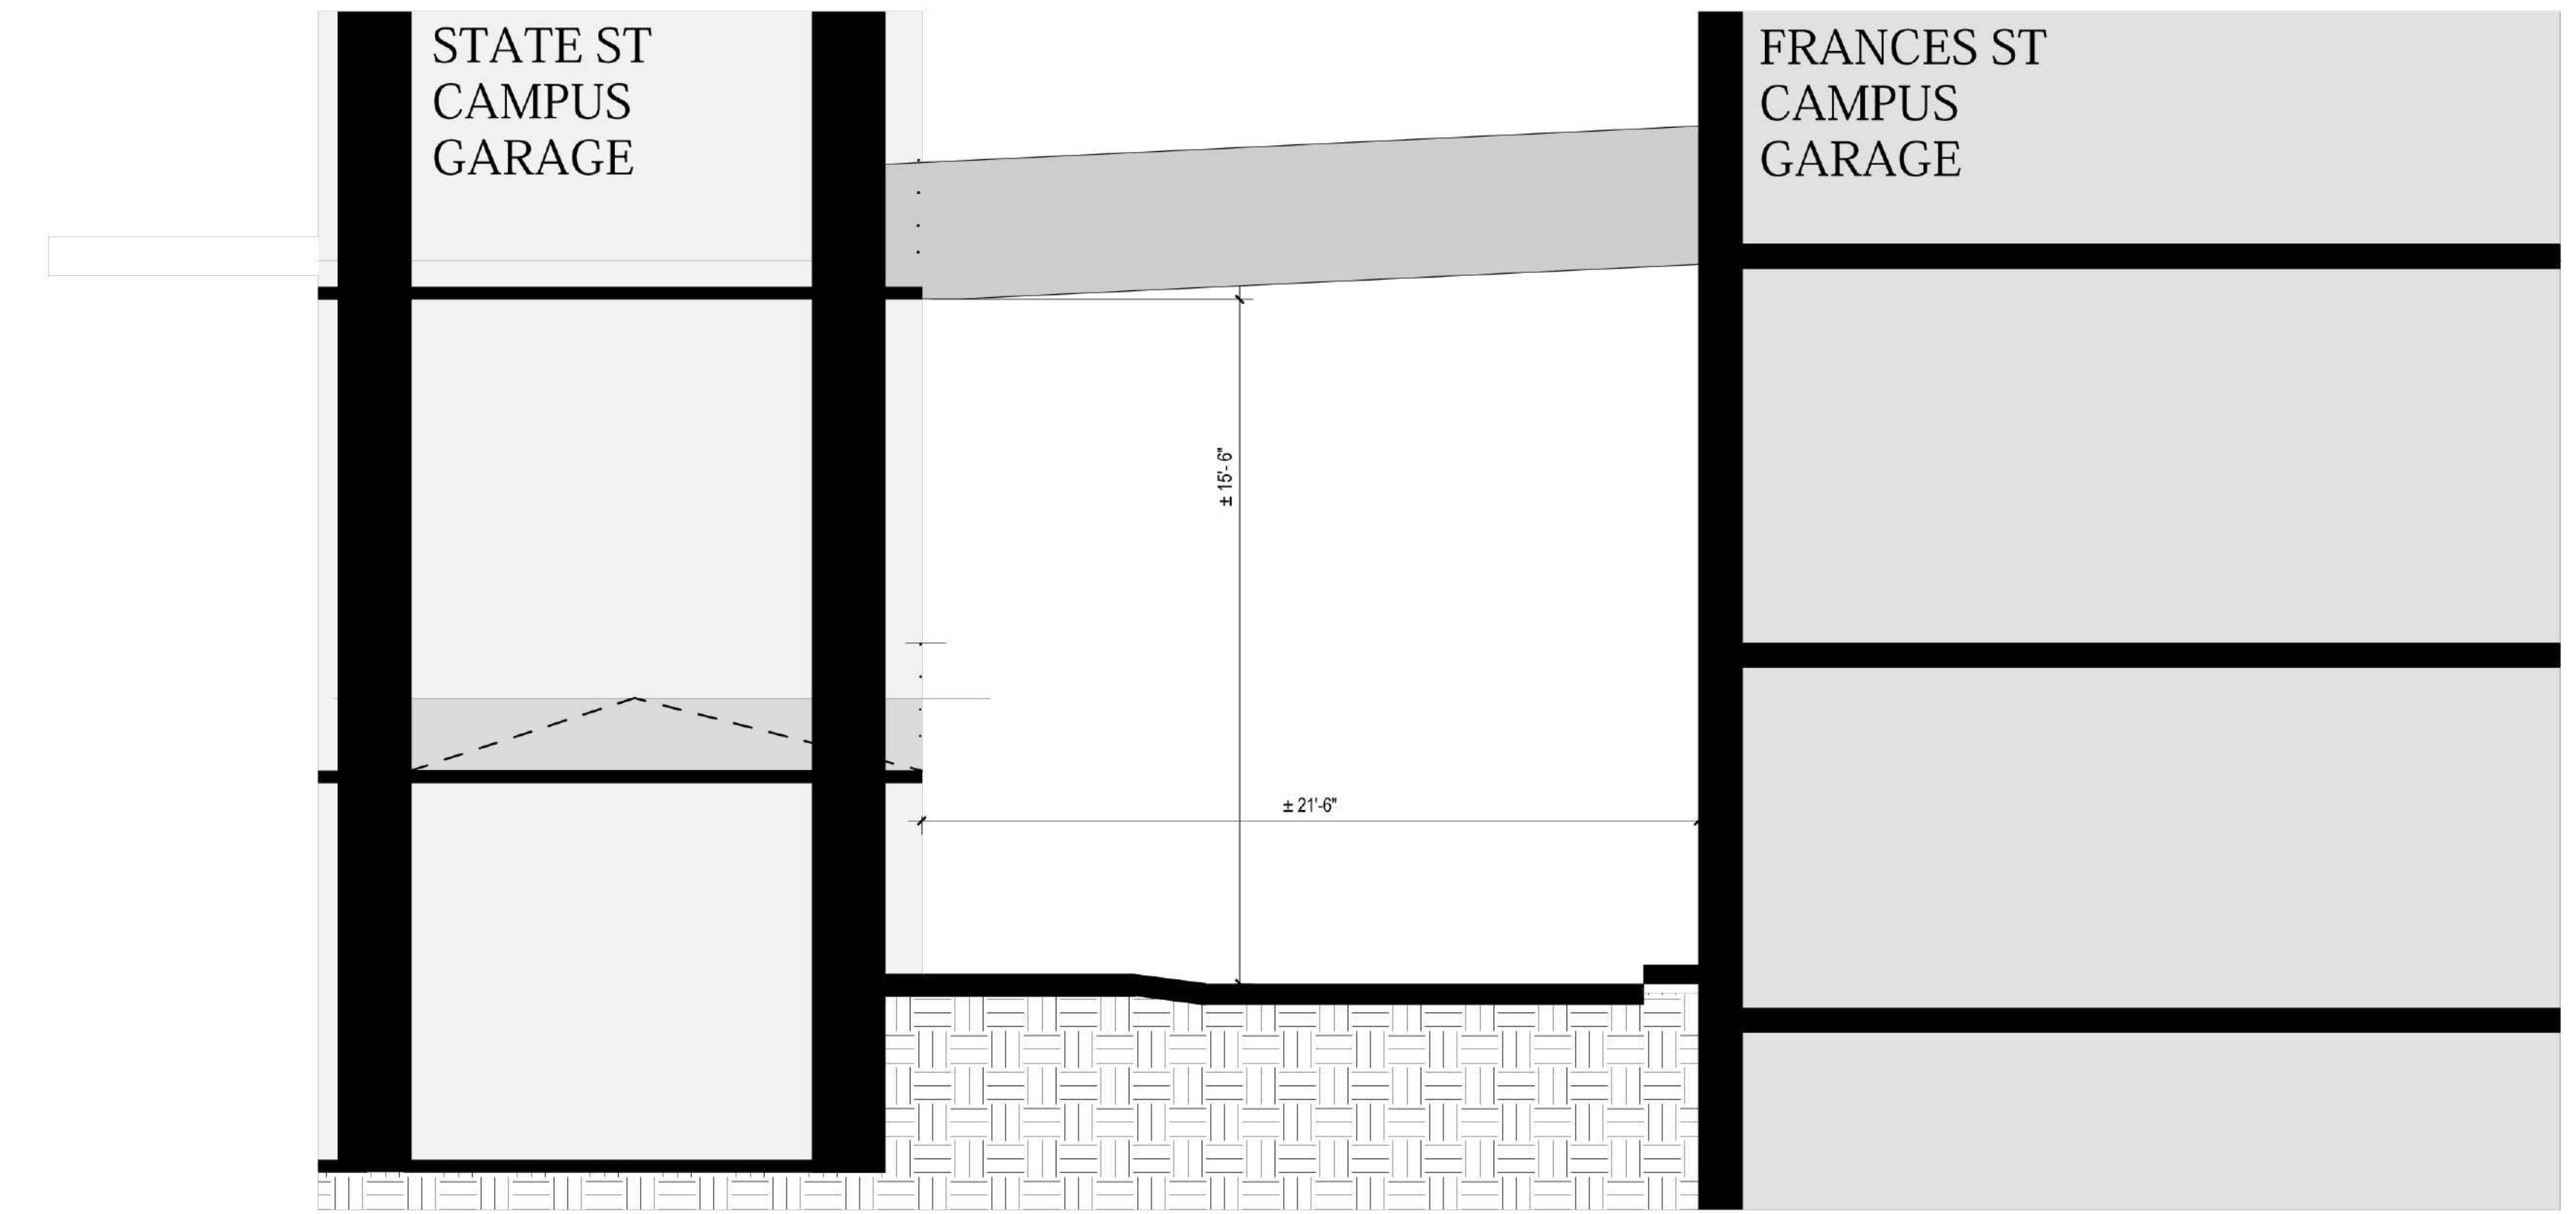 STATE ST
CAMPUS
GARAGE
FRANCES ST
CAMPUS
GARAGE
± 15'- 6"
± 21'-6"